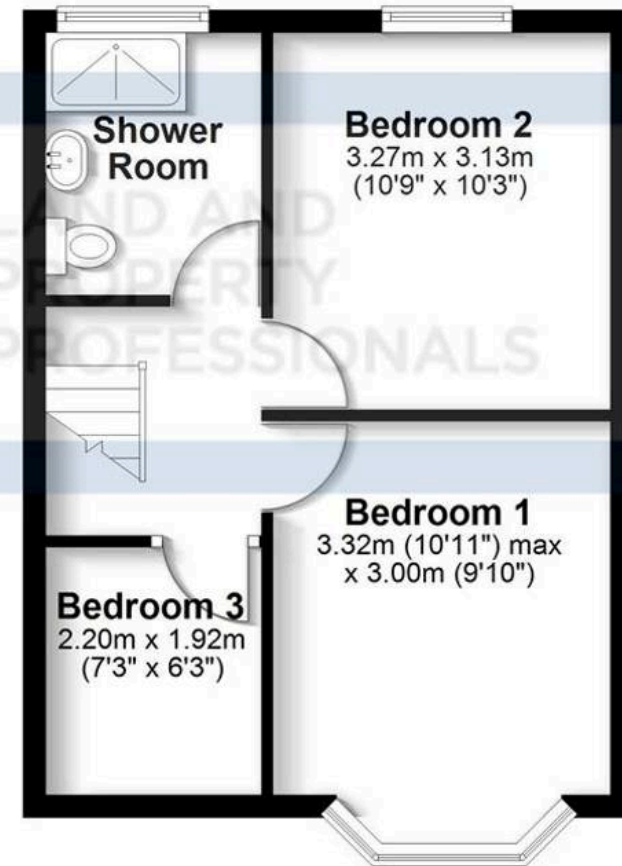 Shower
Room
Bedroom 2
3.27m x 3.13m
(10'9" x 10'3")
LAND AND
PROPERTY
PROFESSIONALS
Bedroom 1
3.32m (10'11") max
x 3.00m (9'10")
Bedroom 3
2.20m x 1.92m
(7'3" x 6'3")